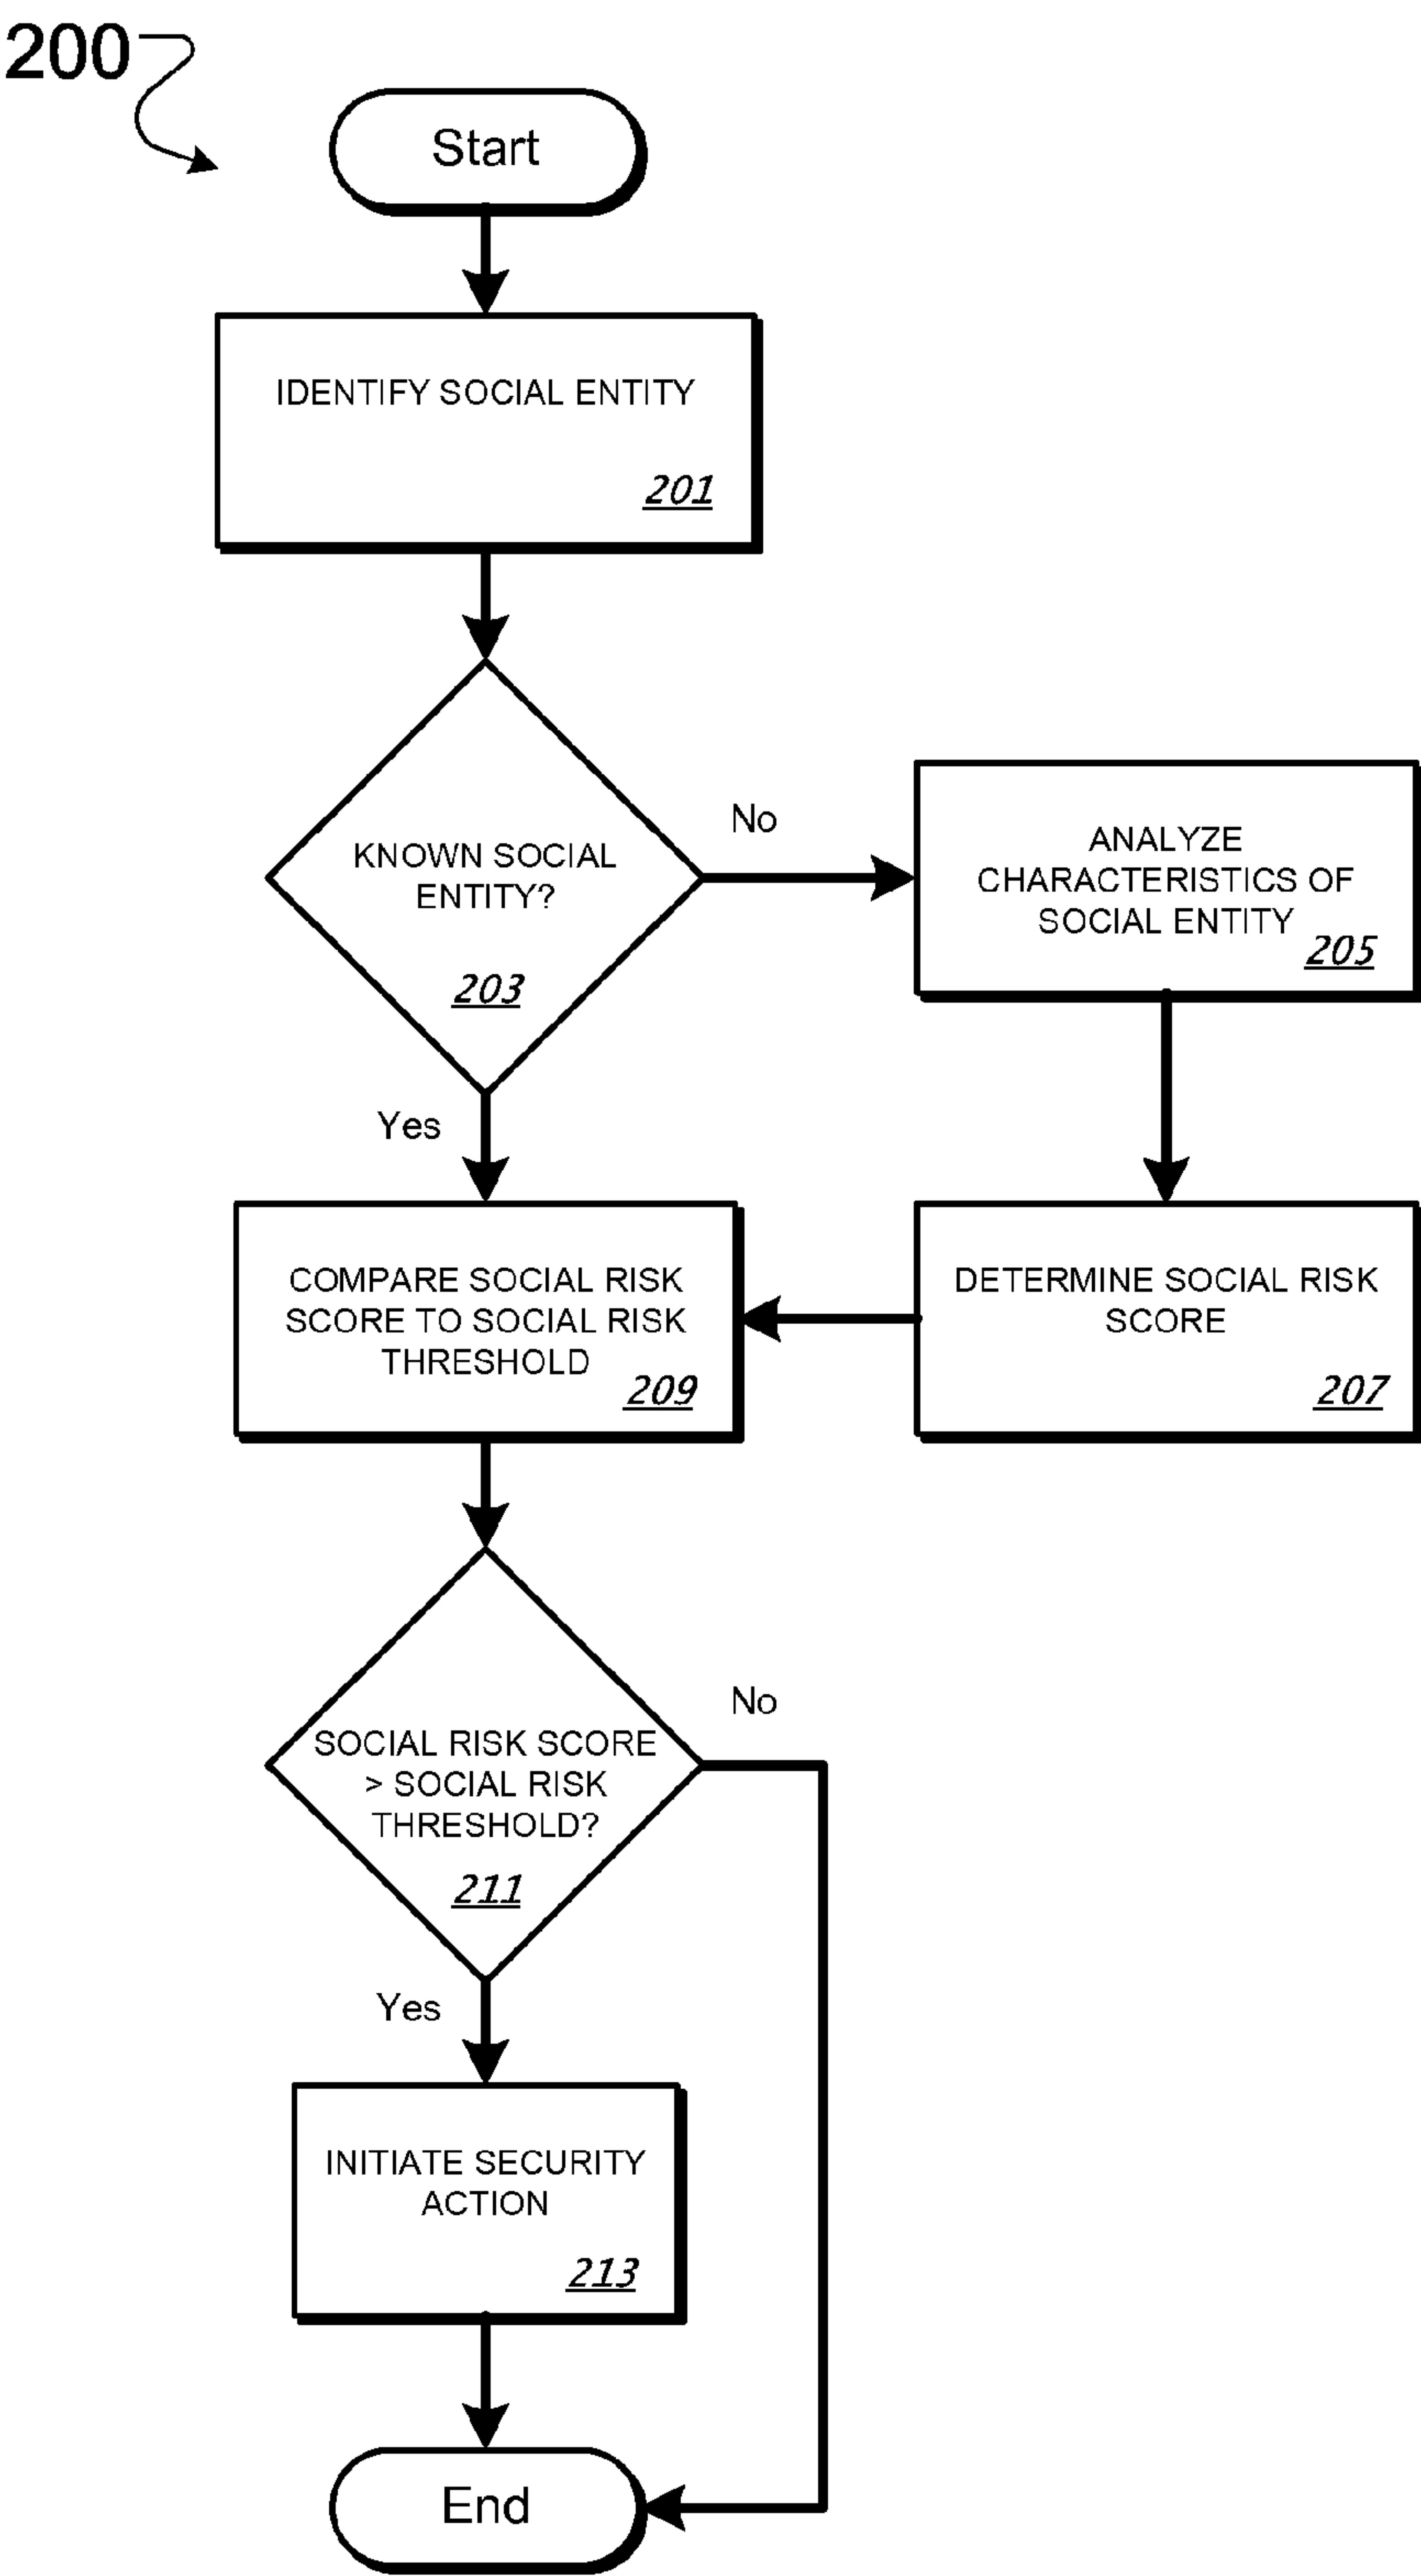 200
Start
IDENTIFY SOCIAL ENTITY
201
KNOWN SOCIAL
ENTITY?
203
No
ANALYZE
CHARACTERISTICS OF
SOCIAL ENTITY
205
Yes
COMPARE SOCIAL RISK
SCORE TO SOCIAL RISK
THRESHOLD
209
DETERMINE SOCIAL RISK
SCORE
207
SOCIAL RISK SCORE
> SOCIAL RISK
THRESHOLD?
211
No
Yes
INITIATE SECURITY
ACTION
213
End